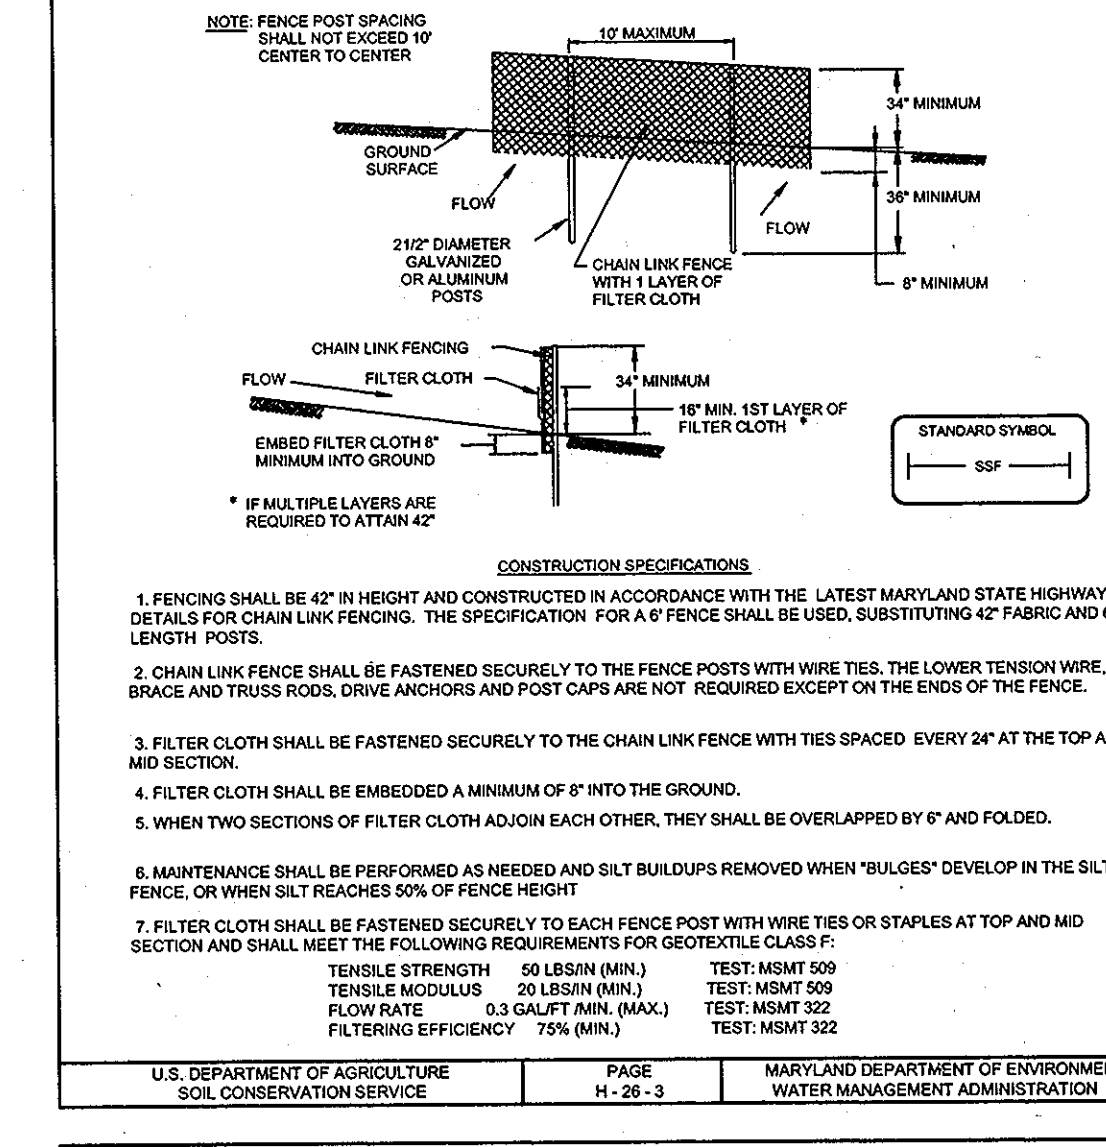 NOTE: FENCE POST SPACING
SHALL NOT EXCEED 10'
CENTER TO CENTER
10' MAXIMUM
34" MINIMUM
GROUND
SURFACE
FLOW
36" MINIMUM
FLOW
21/2" DIAMETER
GALVANIZED
OR ALUMINUM
POSTS
CHAIN LINK FENCE
WITH 1 LAYER OF
FILTER CLOTH
8" MINIMUM
CHAIN LINK FENCING
FLOW
FILTER CLOTH
34" MINIMUM
16" MIN. 1ST LAYER OF
FILTER CLOTH *
EMBED FILTER CLOTH 8"
MINIMUM INTO GROUND
* IF MULTIPLE LAYERS ARE
REQUIRED TO ATTAIN 42"
STANDARD SYMBOL
SSF
CONSTRUCTION SPECIFICATIONS
1. FENCING SHALL BE 42" IN HEIGHT AND CONSTRUCTED IN ACCORDANCE WITH THE LATEST MARYLAND STATE HIGHWAY
DETAILS FOR CHAIN LINK FENCING. THE SPECIFICATION FOR A 6' FENCE SHALL BE USED, SUBSTITUTING 42" FABRIC AND
LENGTH POSTS.
2. CHAIN LINK FENCE SHALL BE FASTENED SECURELY TO THE FENCE POSTS WITH WIRE TIES. THE LOWER TENSION WIRE,
BRACE AND TRUSS RODS, DRIVE ANCHORS AND POST CAPS ARE NOT REQUIRED EXCEPT ON THE ENDS OF THE FENCE.
3. FILTER CLOTH SHALL BE FASTENED SECURELY TO THE CHAIN LINK FENCE WITH TIES SPACED EVERY 24" AT THE TOP
MID SECTION.
4. FILTER CLOTH SHALL BE EMBEDDED A MINIMUM OF 8" INTO THE GROUND.
5. WHEN TWO SECTIONS OF FILTER CLOTH ADJOIN EACH OTHER, THEY SHALL BE OVERLAPPED BY 6" AND FOLDED.
6. MAINTENANCE SHALL BE PERFORMED AS NEEDED AND SILT BUILDUPS REMOVED WHEN "BULGES" DEVELOP IN THE SILT
FENCE, OR WHEN SILT REACHES 50% OF FENCE HEIGHT
7. FILTER CLOTH SHALL BE FASTENED SECURELY TO EACH FENCE POST WITH WIRE TIES OR STAPLES AT TOP AND MID
SECTION AND SHALL MEET THE FOLLOWING REQUIREMENTS FOR GEOTEXTILE CLASS F:
TENSILE STRENGTH 50 LBS/IN (MIN.) TEST: MSMT 509
TENSILE MODULUS 20 LBS/IN (MIN.) TEST: MSMT 509
FLOW RATE 0.3 GAL/FT /MIN. (MAX.) TEST: MSMT 322
FILTERING EFFICIENCY 75% (MIN.) TEST: MSMT 322
U.S. DEPARTMENT OF AGRICULTURE
SOIL CONSERVATION SERVICE
PAGE
H - 26 - 3
MARYLAND DEPARTMENT OF
WATER MANAGEMENT ADMINISTRATION